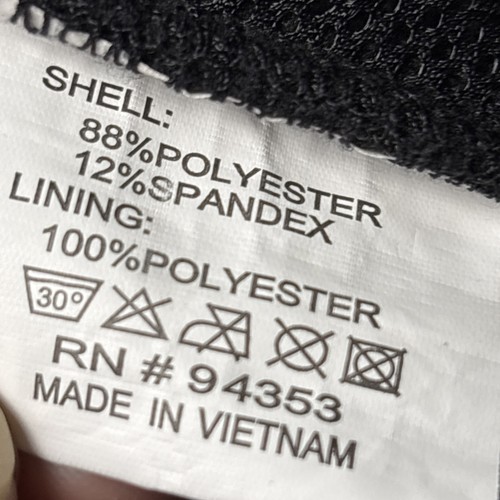 SHELL:
88%POLYESTER
12%SPANDEX
LINING:
100%POLYESTER
30°
RN # 94353
MADE IN VIETNAM